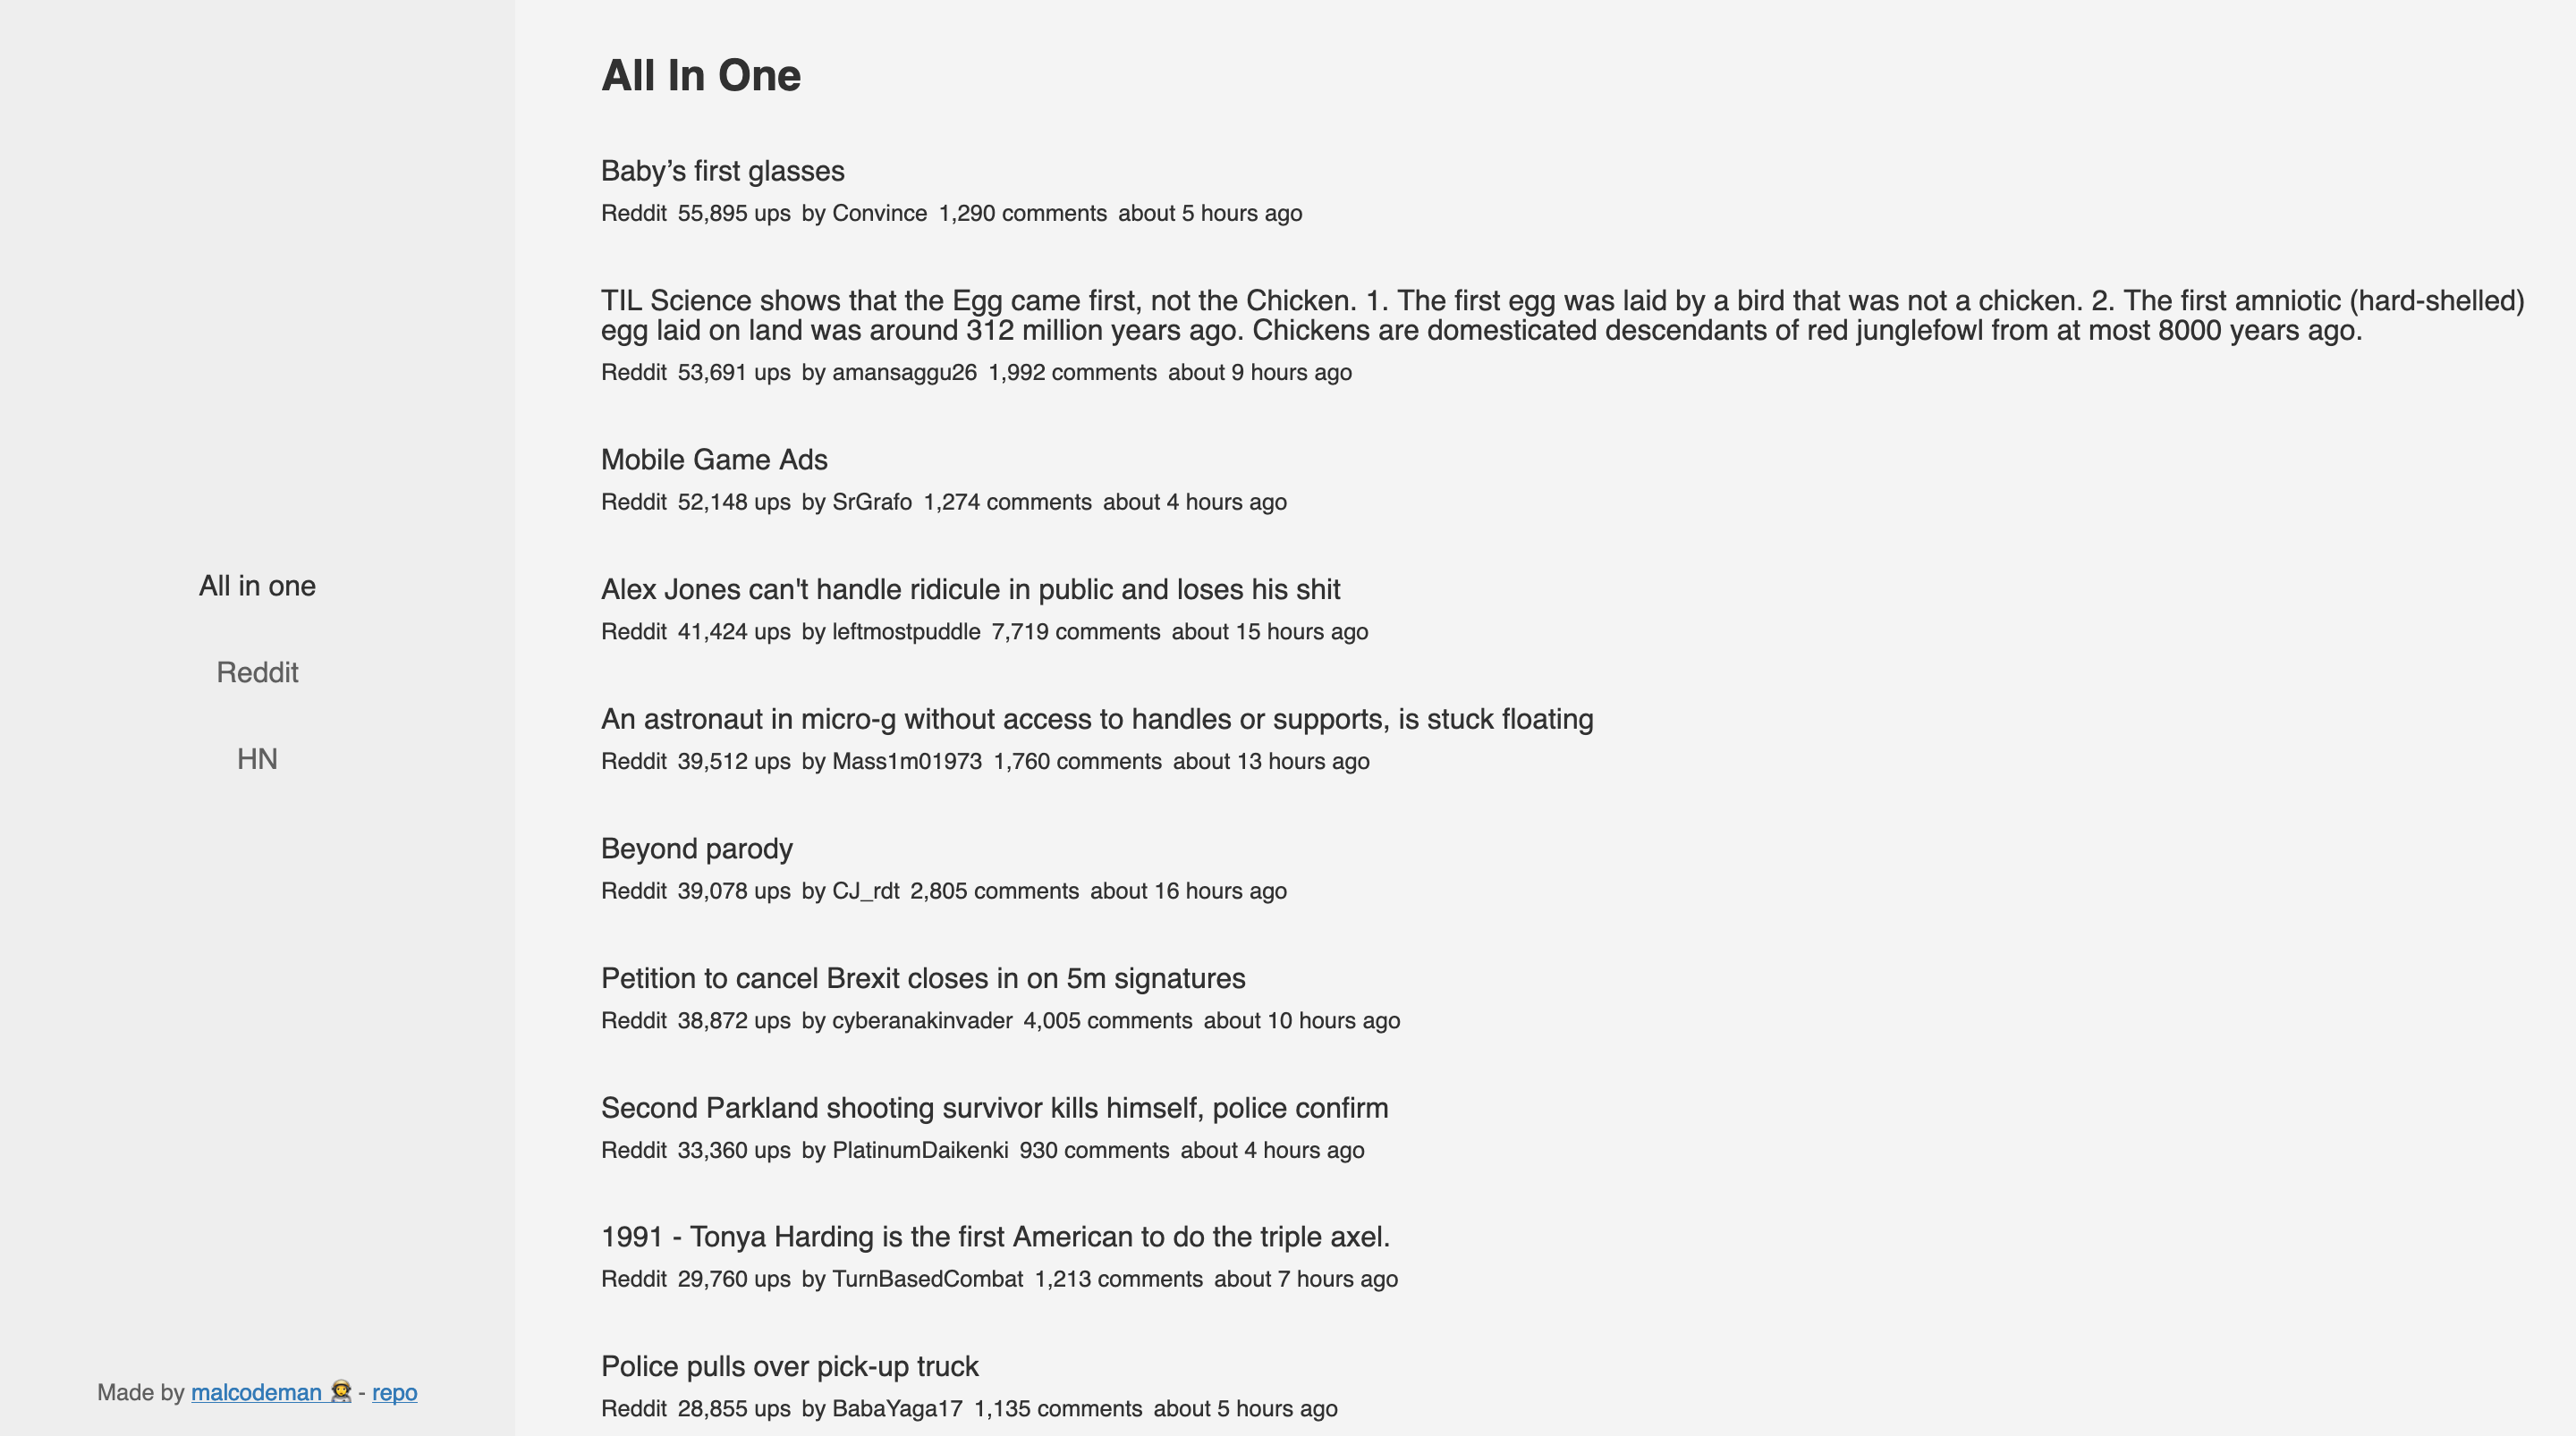 All In One
Baby’s first glasses
Reddit 55,895 ups by Convince 1,290 comments about 5 hours ago
TIL Science shows that the Egg came first, not the Chicken. 1. The first egg was laid by a bird that was not a chicken. 2. The first amniotic (hard-shelled)
egg laid on land was around 312 million years ago. Chickens are domesticated descendants of red junglefowl from at most 8000 years ago.
Reddit 53,691 ups by amansaggu26 1,992 comments about 9 hours ago
Mobile Game Ads
Reddit 52,148 ups by SrGrafo 1,274 comments about 4 hours ago
Alex Jones can't handle ridicule in public and loses his shit
Reddit 41,424 ups by leftmostpuddle 7,719 comments about 15 hours ago
An astronaut in micro-g without access to handles or supports, is stuck floating
Reddit 39,512 ups by Mass1m01973 1,760 comments about 13 hours ago
Beyond parody
Reddit 39,078 ups by CJ_rdt 2,805 comments about 16 hours ago
Petition to cancel Brexit closes in on 5m signatures
Reddit 38,872 ups by cyberanakinvader 4,005 comments about 10 hours ago
Second Parkland shooting survivor kills himself, police confirm
Reddit 33,360 ups by PlatinumDaikenki 930 comments about 4 hours ago
1991 - Tonya Harding is the first American to do the triple axel.
Reddit 29,760 ups by TurnBasedCombat 1,213 comments about 7 hours ago
Police pulls over pick-up truck
Reddit 28,855 ups by BabaYaga17 1,135 comments about 5 hours ago
All in one
Reddit
HN
Made by malcodeman 👩‍🚀 - repo